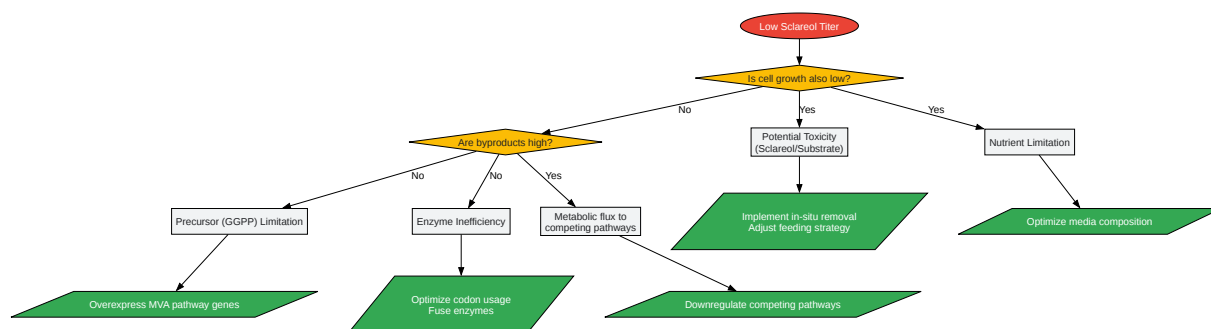 Low Sclareol Titer
Is cell growth also low?
No
Yes
Yes
Are byproducts high?
Potential Toxicity
(Sclareol/Substrate)
Nutrient Limitation
No
No
Yes
Precursor (GGPP) Limitation
Enzyme Inefficiency
Metabolic flux to
competing pathways
Implement in-situ removal
Adjust feeding strategy
Optimize media composition
Overexpress MVA pathway genes
Optimize codon usage
Fuse enzymes
Downregulate competing pathways